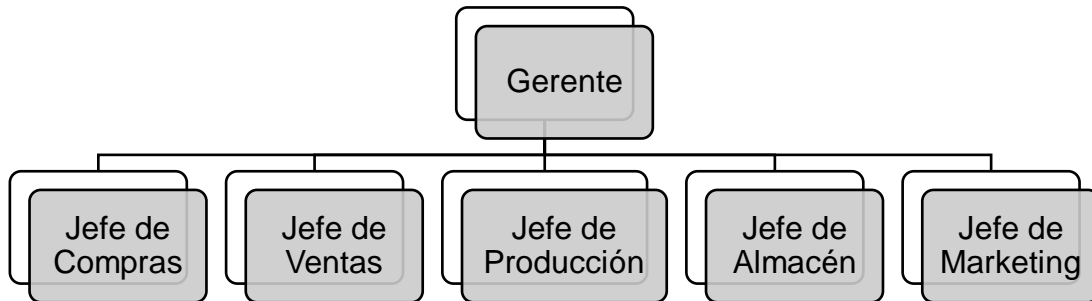 Gerente
Jefe de
Compras
Jefe de
Ventas
Jefe de
Producción
Jefe de
Almacén
Jefe de
Marketing